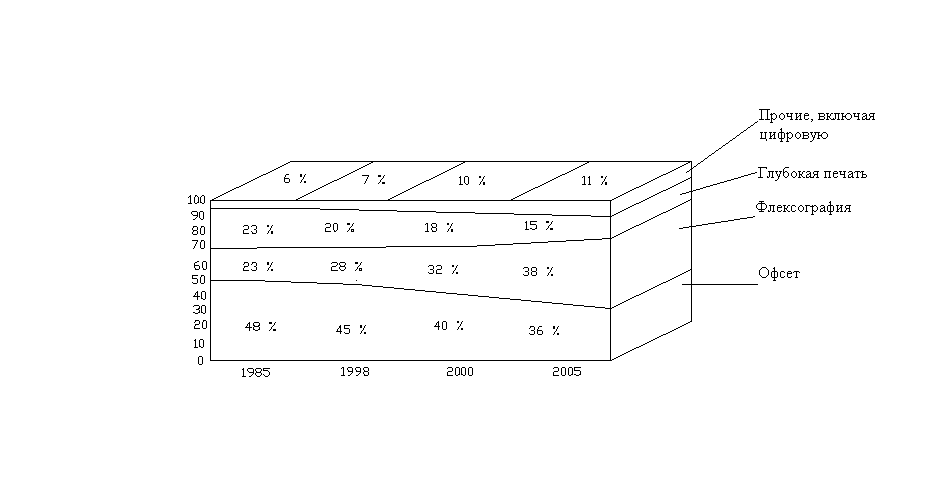 Прочие, включая
цифровую
6 % 7 % 10 % 11 %
Глубокая печать
100
Флексография
90
23 % 20 % 18 % 15 %
80
70
60
23 % 28 % 32 % 38 %
Офсет
50
40
30
20
48 % 45 % 40 % 36 %
10
0
1985 1998 2000 2005